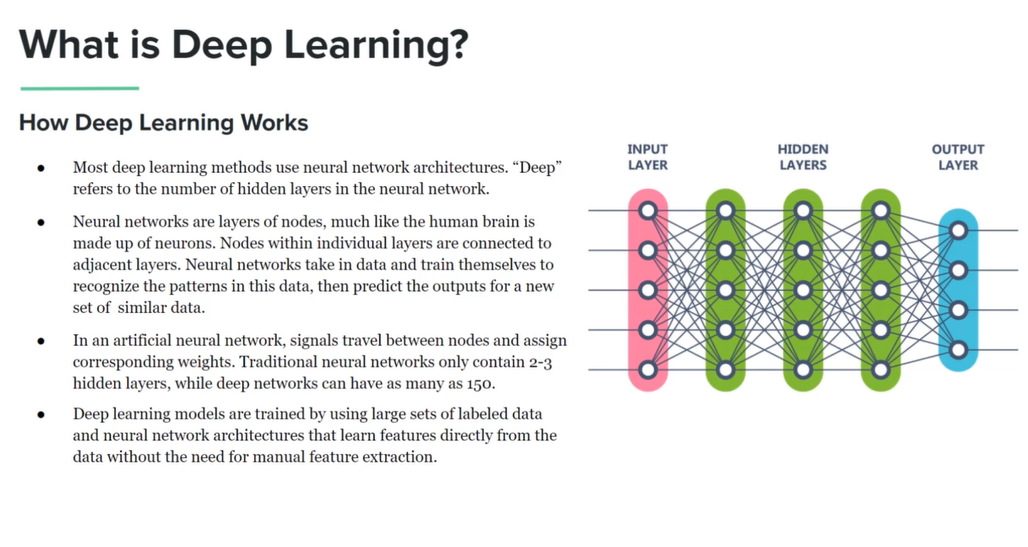 What is Deep Learning?
How Deep Learning Works
● Most deep learning methods use neural network architectures. “Deep”
refers to the number of hidden layers in the neural network.
● Neural networks are layers of nodes, much like the human brain is
made up of neurons. Nodes within individual layers are connected to
adjacent layers. Neural networks take in data and train themselves to
recognize the patterns in this data, then predict the outputs for a new
set of similar data.
● In an artificial neural network, signals travel between nodes and assign
corresponding weights. Traditional neural networks only contain 2-3
hidden layers, while deep networks can have as many as 150.
● Deep learning models are trained by using large sets of labeled data
and neural network architectures that learn features directly from the
data without the need for manual feature extraction.
INPUT
LAYER
HIDDEN
LAYERS
OUTPUT
LAYER